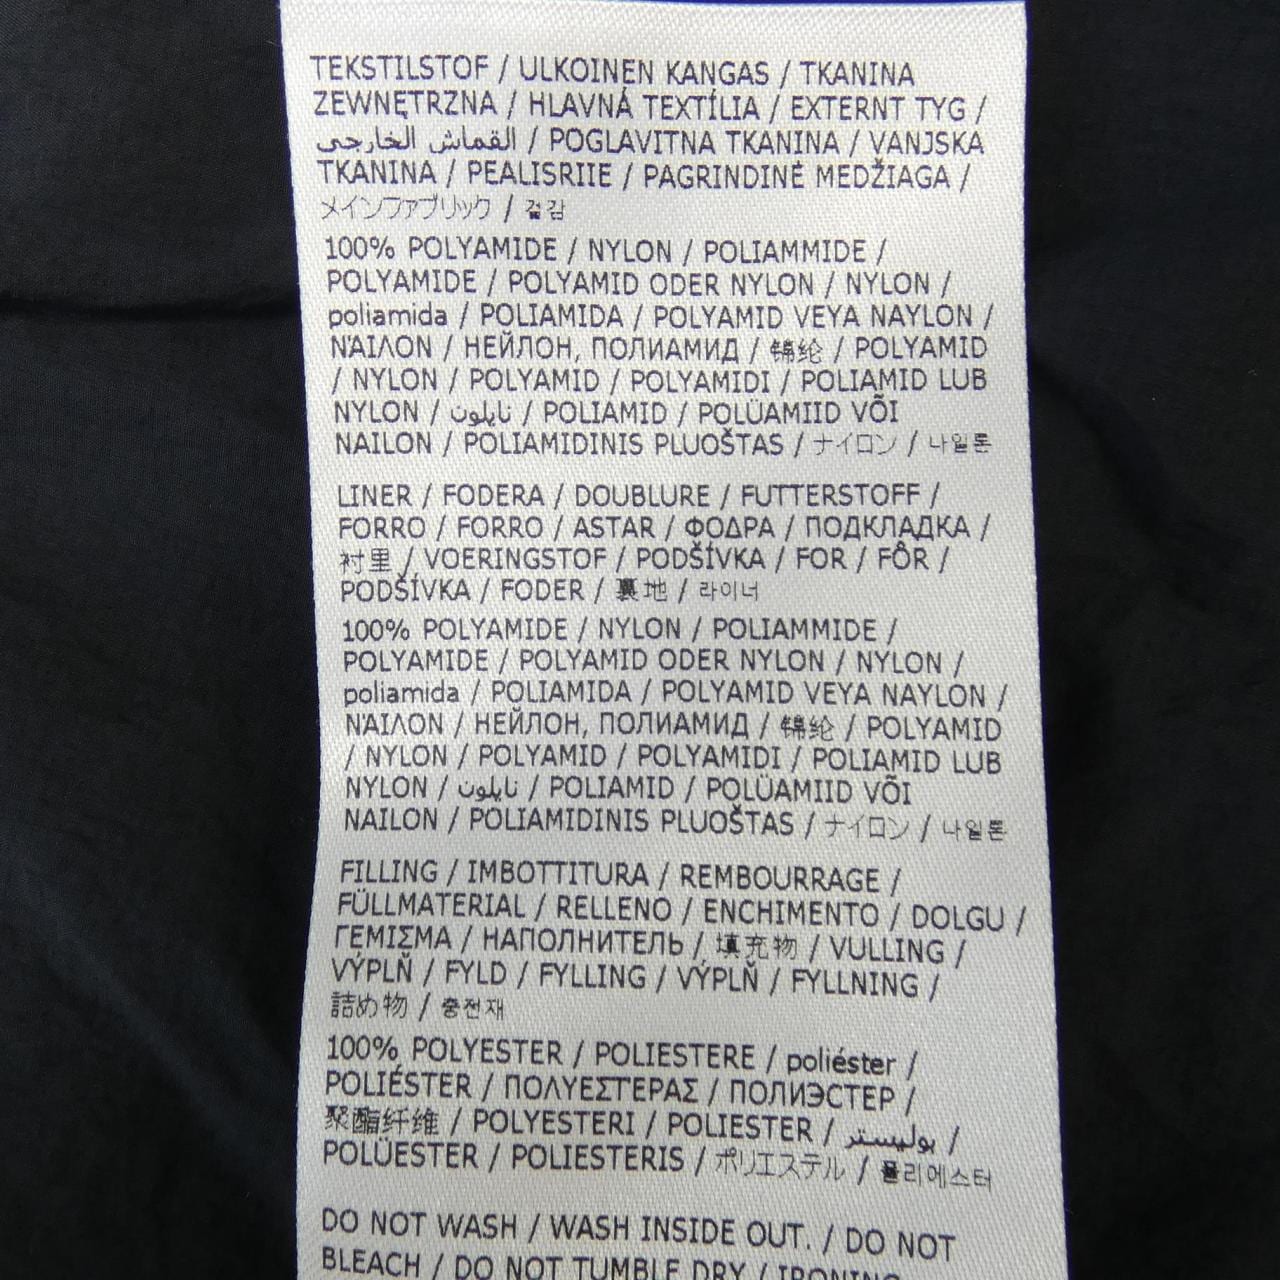 TEKSTILSTOF / ULKOINEN KANGAS / TKANINA
ZEWNĘTRZNA / HLAVNÁ TEXTÍLIA / EXTERNT TYG /
القماش الخارجي / POGLAVITNA TKANINA / VANJSKA
TKANINA / PEALISRIIE / PAGRINDINĖ MEDŽIAGA /
メインファブリック / 겉감
100% POLYAMIDE / NYLON / POLIAMMIDE /
POLYAMIDE / POLYAMID ODER NYLON / NYLON /
poliamida / POLIAMIDA / POLYAMID VEYA NAYLON /
ΝΆΙΛΟΝ / НЕЙЛОН, ПОЛИАМИД / 锦纶 / POLYAMID
/ NYLON / POLYAMID / POLYAMIDI / POLIAMID LUB
NYLON / نايلون / POLIAMID / POLÜAMIID VÕI
NAILON / POLIAMIDINIS PLUOŠTAS / ナイロン / 나일론
LINER / FODERA / DOUBLURE / FUTTERSTOFF /
FORRO / FORRO / ASTAR / ΦΟΔΡΑ / ПОДКЛАДКА /
衬里 / VOERINGSTOF / PODŠÍVKA / FOR / FÔR /
PODŠÍVKA / FODER / 裏地 / 라이너
100% POLYAMIDE / NYLON / POLIAMMIDE /
POLYAMIDE / POLYAMID ODER NYLON / NYLON /
poliamida / POLIAMIDA / POLYAMID VEYA NAYLON /
ΝΆΙΛΟΝ / НЕЙЛОН, ПОЛИАМИД / 锦纶 / POLYAMID
/ NYLON / POLYAMID / POLYAMIDI / POLIAMID LUB
NYLON / نايلون / POLIAMID / POLÜAMIID VÕI
NAILON / POLIAMIDINIS PLUOŠTAS / ナイロン / 나일론
FILLING / IMBOTTITURA / REMBOURRAGE /
FÜLLMATERIAL / RELLENO / ENCHIMENTO / DOLGU /
ΓΕΜΙΣΜΑ / НАПОЛНИТЕЛЬ / 填充物 / VULLING /
VÝPLŇ / FYLD / FYLLING / VÝPLŇ / FYLLNING /
詰め物 / 충전재
100% POLYESTER / POLIESTERE / poliéster /
POLIÉSTER / ΠΟΛΥΕΣΤΕΡΑΣ / ПОЛИЭСТЕР /
聚酯纤维 / POLYESTERI / POLIESTER / بوليستر /
POLÜESTER / POLIESTERIS / ポリエステル / 폴리에스터
DO NOT WASH / WASH INSIDE OUT. / DO NOT
BLEACH / DO NOT TUMBLE DRY / IRONING